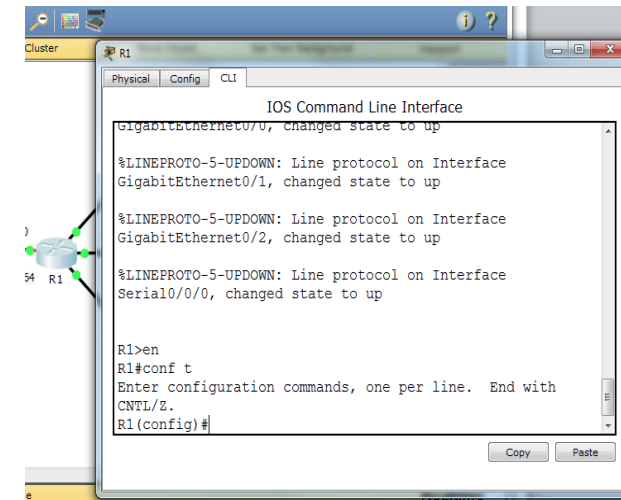 i ?
Cluster
R1
Physical Config CLI
IOS Command Line Interface
GigabitEthernet0/0, changed state to up
%LINEPROTO-5-UPDOWN: Line protocol on Interface
GigabitEthernet0/1, changed state to up
%LINEPROTO-5-UPDOWN: Line protocol on Interface
GigabitEthernet0/2, changed state to up
%LINEPROTO-5-UPDOWN: Line protocol on Interface
Serial0/0/0, changed state to up
64 R1
R1>en
R1#conf t
Enter configuration commands, one per line.  End with
CNTL/Z.
R1(config)#
Copy Paste